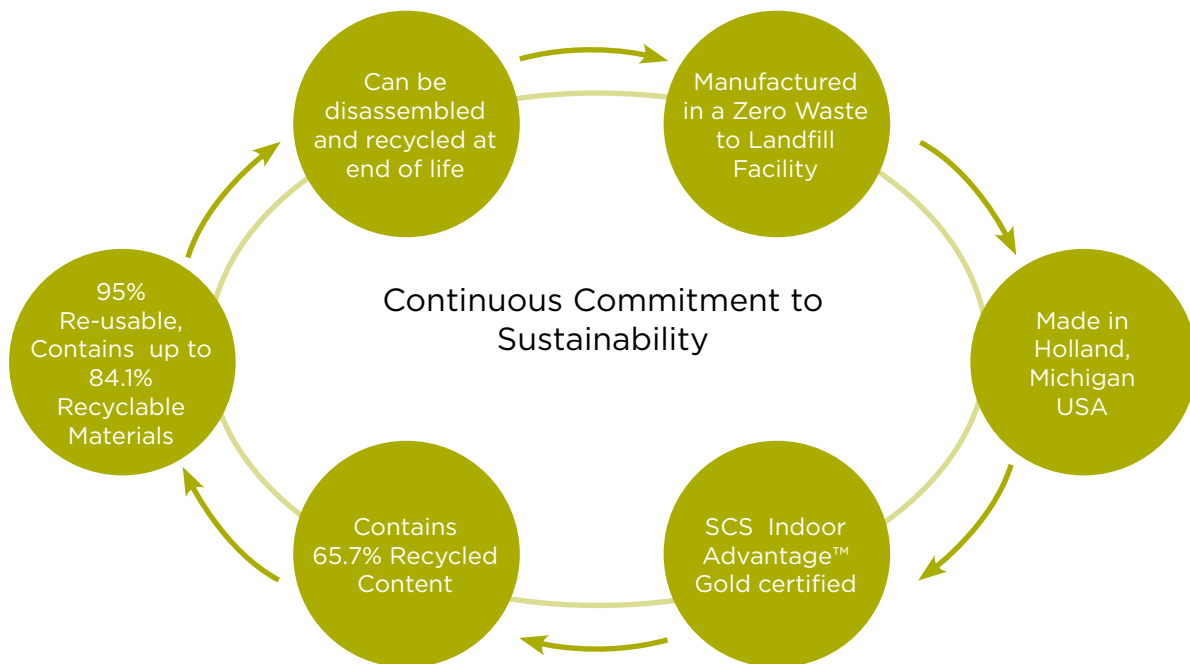 Can be
disassembled
and recycled at
end of life
Manufactured
in a Zero Waste
to Landfill
Facility
Continuous Commitment to
Sustainability
95%
Re-usable,
Contains  up to
84.1%
Recyclable
Materials
Made in
Holland,
Michigan
USA
Contains
65.7% Recycled
Content
SCS  Indoor
Advantage™
Gold certified